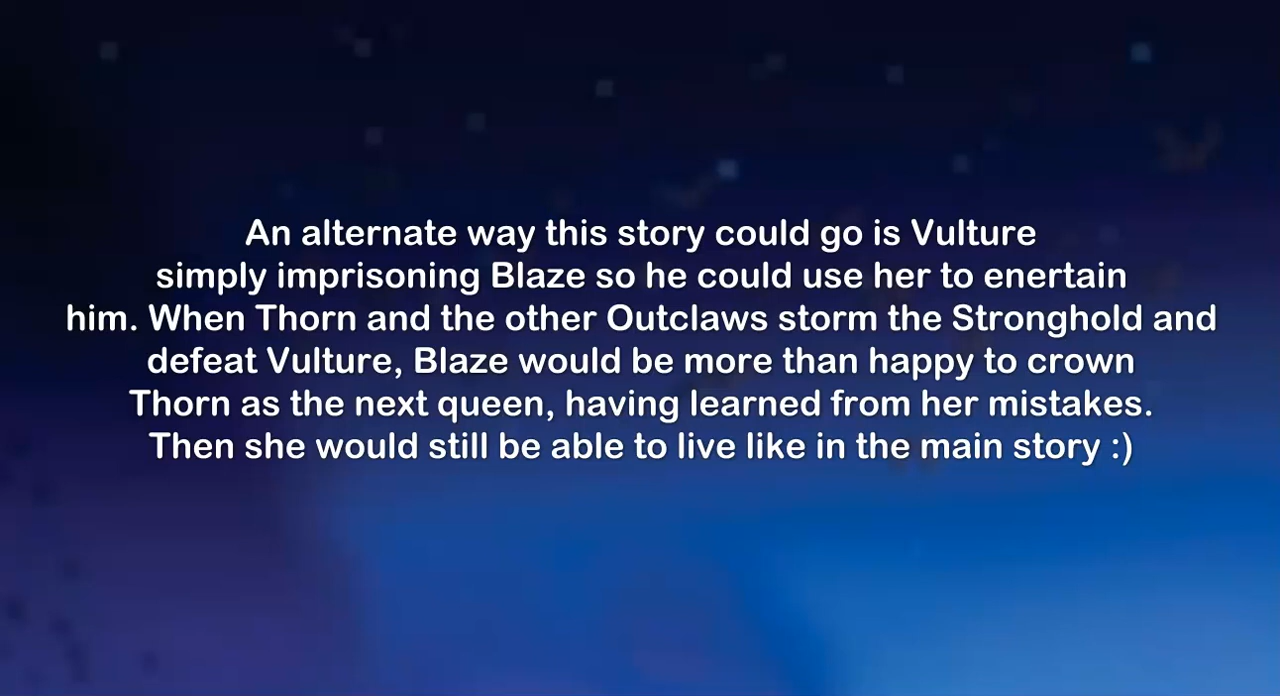 An alternate way this story could go is Vulture
simply imprisoning Blaze so he could use her to enertain
him. When Thorn and the other Outclaws storm the Stronghold and
defeat Vulture, Blaze would be more than happy to crown
Thorn as the next queen, having learned from her mistakes.
Then she would still be able to live like in the main story :)